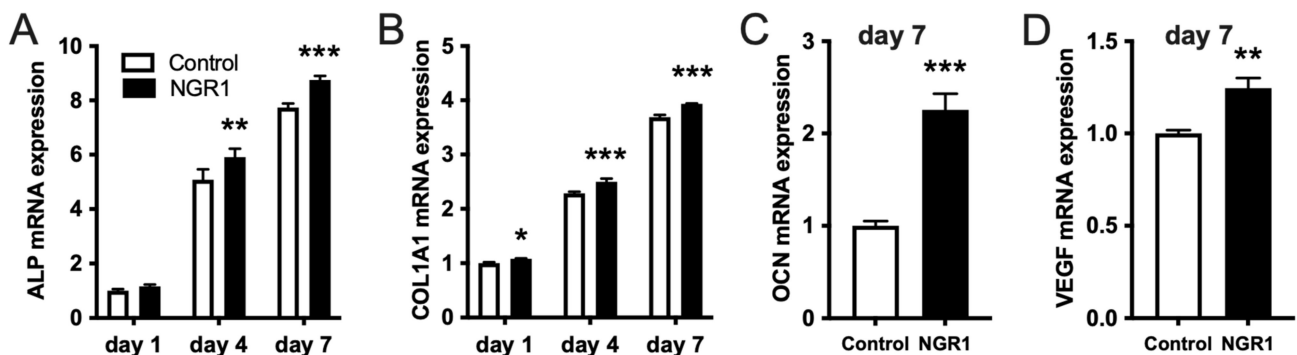 A
ALP mRNA expression
10
8
6
4
2
0
Control
NGR1
**
***
day 1
day 4
day 7
B
COL1A1 mRNA expression
5
4
3
2
1
0
*
***
***
day 1
day 4
day 7
C
day 7
OCN mRNA expression
3
2
1
0
***
Control NGR1
D
day 7
VEGF mRNA expression
1.5
1.0
0.5
0.0
**
Control NGR1